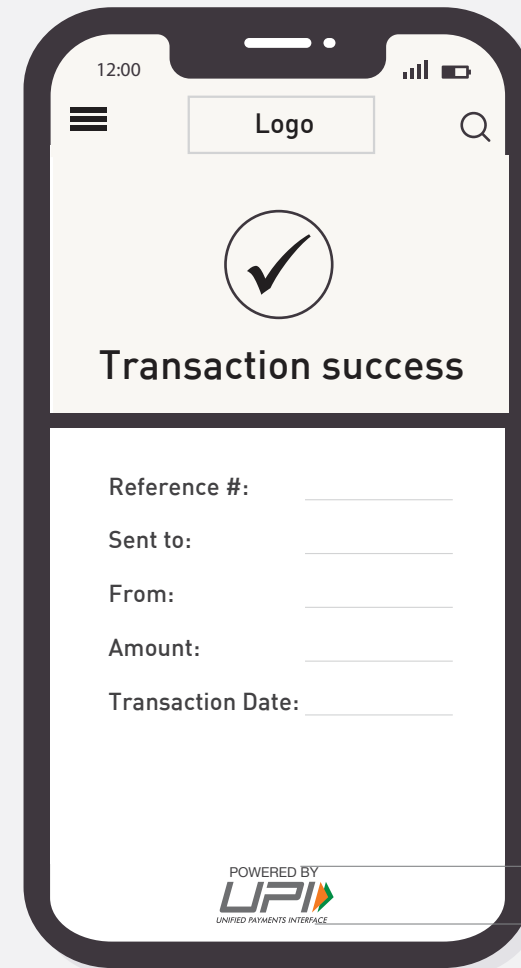 12:00
Logo
Transaction success
Reference #:
Sent to:
From:
Amount:
Transaction Date:
POWERED BY
UPI
UNIFIED PAYMENTS INTERFACE